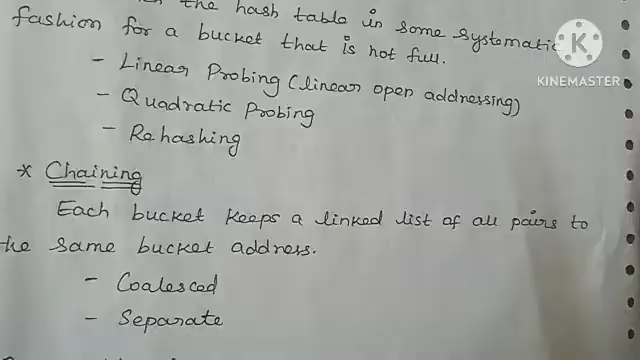 the hash table in some systematic
fashion for a bucket that is not full.
- Linear Probing (linear open addressing)
- Quadratic Probing
- Rehashing
* Chaining
Each bucket keeps a linked list of all pairs to
the same bucket address.
- Coalesced
- Separate
K
KINEMASTER